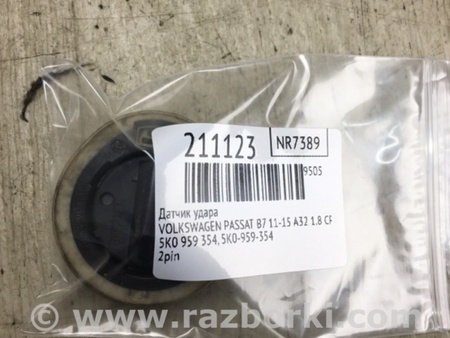 211123
NR7389
9505
Датчик удара
VOLKSWAGEN PASSAT B7 11-15 A32 1.8 CF
5K0 959 354,5K0-959-354
2pin
www.razborki.com